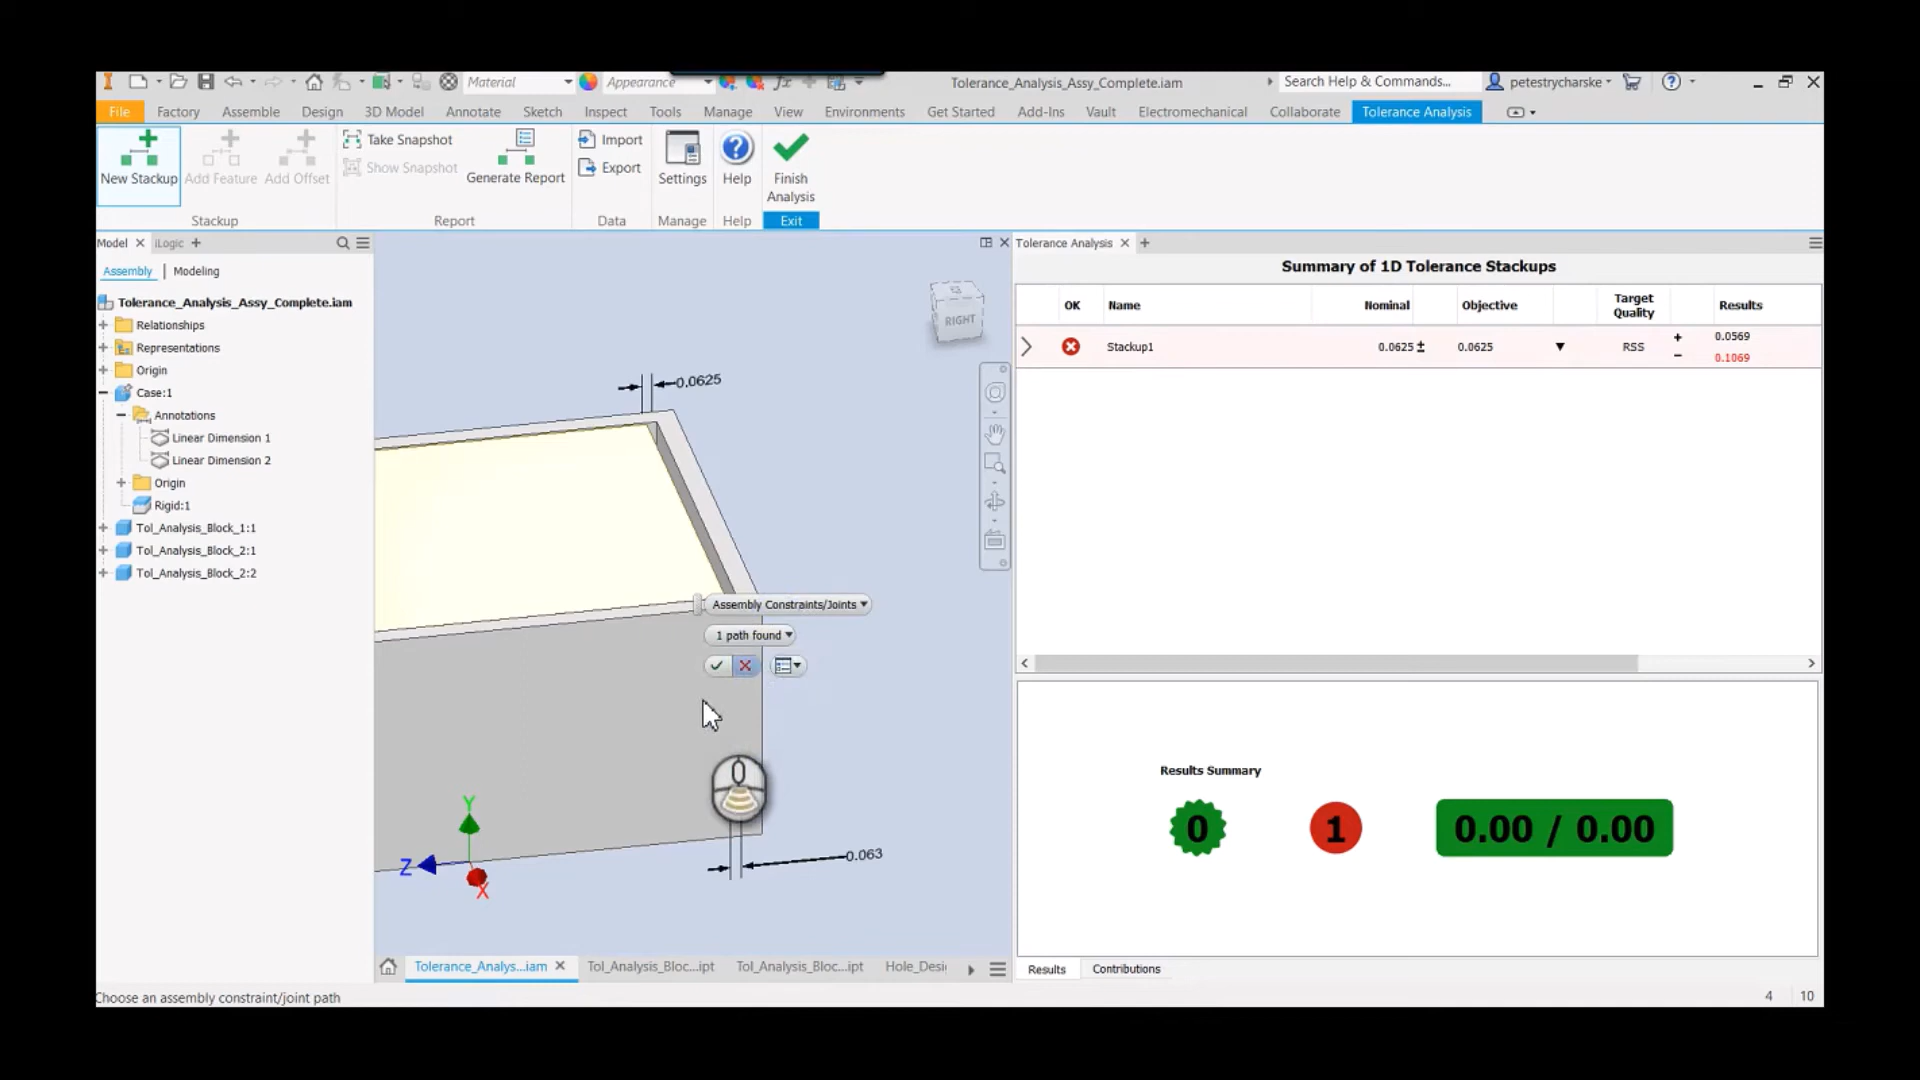 Material
Appearance
Tolerance_Analysis_Assy_Complete.iam
Search Help & Commands...
petestrycharske
File
Factory
Assemble
Design
3D Model
Annotate
Sketch
Inspect
Tools
Manage
View
Environments
Get Started
Add-Ins
Vault
Electromechanical
Collaborate
Tolerance Analysis
New Stackup
Add Feature
Add Offset
Take Snapshot
Show Snapshot
Generate Report
Import
Export
Settings
Help
Finish
Analysis
Stackup
Report
Data
Manage
Help
Exit
Model
iLogic
Assembly
Modeling
Tolerance_Analysis_Assy_Complete.iam
Relationships
Representations
Origin
Case:1
Annotations
Linear Dimension 1
Linear Dimension 2
Origin
Rigid:1
Tol_Analysis_Block_1:1
Tol_Analysis_Block_2:1
Tol_Analysis_Block_2:2
RIGHT
0.0625
Assembly Constraints/Joints
1 path found
0.063
Y
Z
X
Tolerance_Analys...iam
Tol_Analysis_Bloc...ipt
Tol_Analysis_Bloc...ipt
Hole_Desi
Tolerance Analysis
Summary of 1D Tolerance Stackups
OK
Name
Nominal
Objective
Target
Quality
Results
Stackup1
0.0625 ±
0.0625
RSS
+ 0.0569
− 0.1069
Results Summary
0
1
0.00 / 0.00
Results
Contributions
Choose an assembly constraint/joint path
4
10